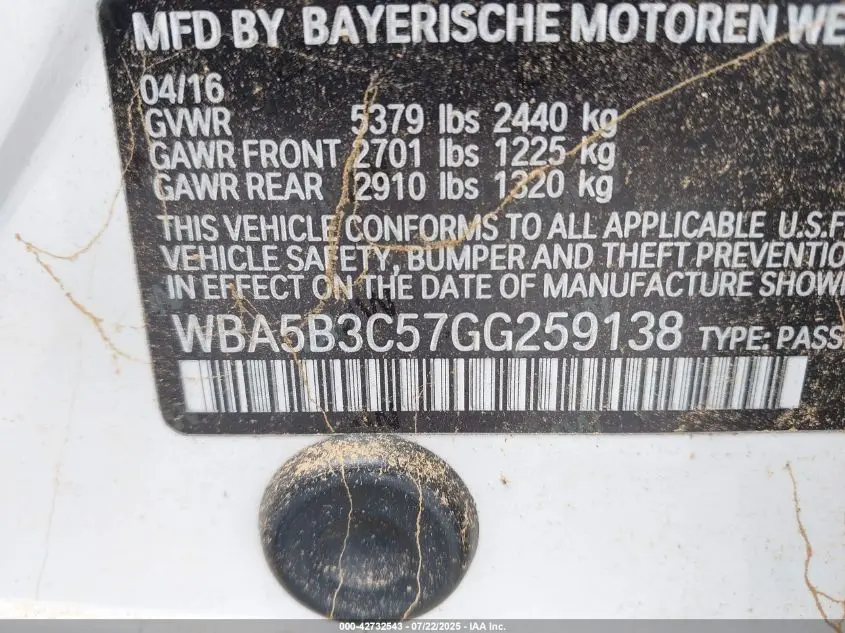 MFD BY BAYERISCHE MOTOREN WE
04/16
GVWR 5379 lbs 2440 kg
GAWR FRONT 2701 lbs 1225 kg
GAWR REAR 2910 lbs 1320 kg
THIS VEHICLE CONFORMS TO ALL APPLICABLE U.S.F
VEHICLE SAFETY, BUMPER AND THEFT PREVENTIO
IN EFFECT ON THE DATE OF MANUFACTURE SHOW
WBA5B3C57GG259138 TYPE: PASS
000-42732543 - 07/22/2025 - IAA Inc.